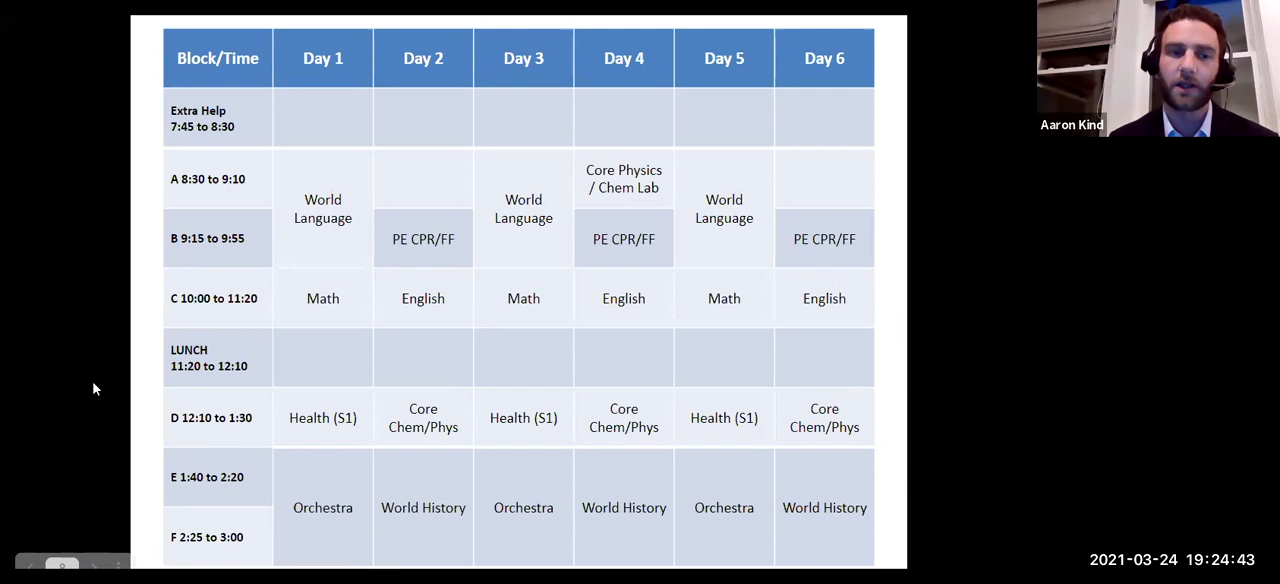 Block/Time Day 1 Day 2 Day 3 Day 4 Day 5 Day 6
Extra Help
7:45 to 8:30
A 8:30 to 9:10
Core Physics
/ Chem Lab
World
Language
World
Language
World
Language
B 9:15 to 9:55
PE CPR/FF
PE CPR/FF
PE CPR/FF
C 10:00 to 11:20 Math English Math English Math English
LUNCH
11:20 to 12:10
D 12:10 to 1:30
Health (S1)
Core
Chem/Phys
Health (S1)
Core
Chem/Phys
Health (S1)
Core
Chem/Phys
E 1:40 to 2:20
Orchestra World History Orchestra World History Orchestra World History
F 2:25 to 3:00
Aaron Kind
2021-03-24 19:24:43